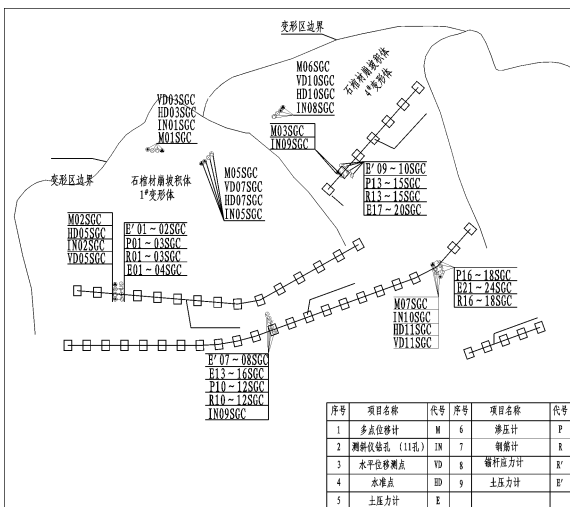 变形区边界
M06SGC
VD10SGC
HD10SGC
IN08SGC
石棺材崩坡积体
4#变形体
VD03SGC
HD03SGC
IN01SGC
M01SGC
M03SGC
IN09SGC
变形区边界
石棺材崩坡积体
1#变形体
M05SGC
VD07SGC
HD07SGC
IN05SGC
E'09~10SGC
P13~15SGC
R13~15SGC
E17~20SGC
M02SGC
HD05SGC
IN02SGC
VD05SGC
E'01~02SGC
P01~03SGC
R01~03SGC
E01~04SGC
P16~18SGC
E21~24SGC
R16~18SGC
M07SGC
IN10SGC
HD11SGC
VD11SGC
E'07~08SGC
E13~16SGC
P10~12SGC
R10~12SGC
IN09SGC
序号 项目名称 代号 序号 项目名称 代号
1 多点位移计 M 6 渗压计 P
2 测斜仪钻孔 (11孔) IN 7 钢筋计 R
3 水平位移测点 VD 8 锚杆应力计 R'
4 水准点 HD 9 土压力计 E'
5 土压力计 E